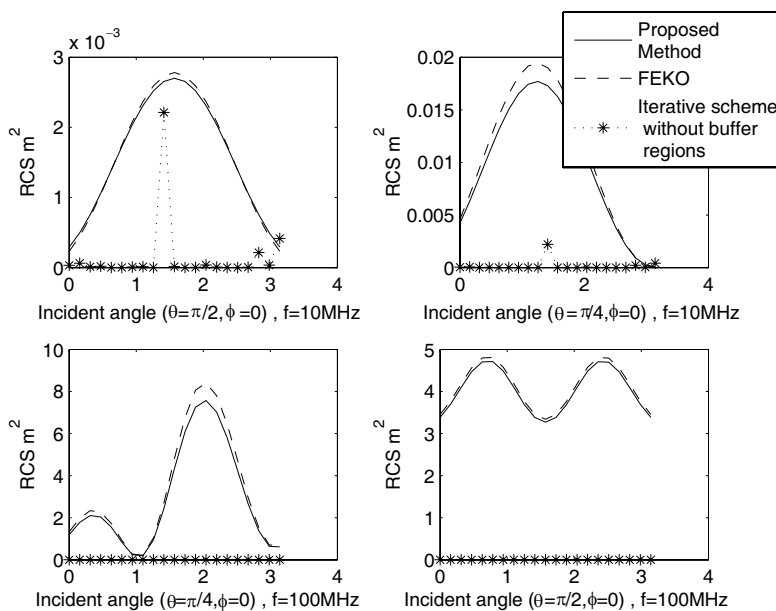 × 10⁻³
3
2
1
0
RCS m²
0 1 2 3 4
Incident angle (θ=π/2,ϕ=0) , f=10MHz
0.02
0.015
0.01
0.005
0
RCS m²
0 2 4
Incident angle (θ=π/4,ϕ=0) , f=10MHz
Proposed
Method
FEKO
Iterative scheme
without buffer
regions
10
8
6
4
2
0
RCS m²
0 1 2 3 4
Incident angle (θ=π/4,ϕ=0) , f=100MHz
5
4
3
2
1
0
RCS m²
0 1 2 3 4
Incident angle (θ=π/2,ϕ=0) , f=100MHz